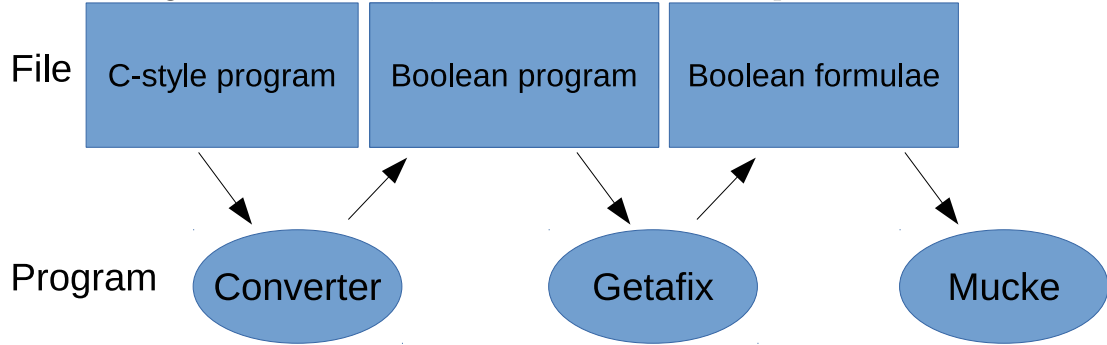 File
C-style program
Boolean program
Boolean formulae
Program
Converter
Getafix
Mucke